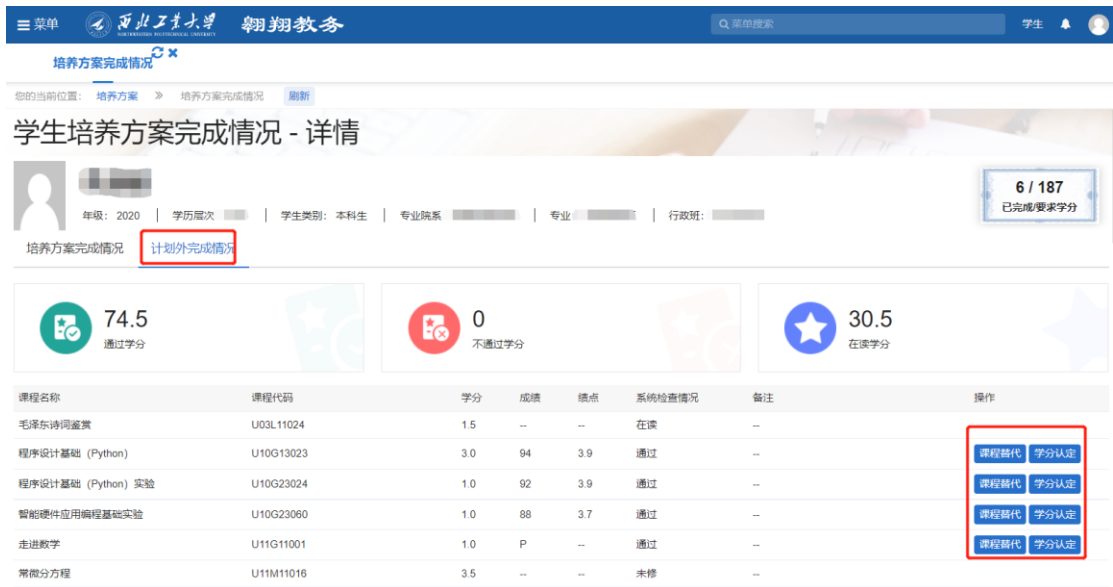 菜单 西北工业大学 NORTHWESTERN POLYTECHNICAL UNIVERSITY 翱翔教务 菜单搜索 学生
培养方案完成情况
您的当前位置： 培养方案 》 培养方案完成情况 刷新
学生培养方案完成情况 - 详情
6 / 187
已完成/要求学分
年级： 2020 | 学历层次 | 学生类别： 本科生 | 专业院系 | 专业： | 行政班：
培养方案完成情况 计划外完成情况
74.5
通过学分
0
不通过学分
30.5
在读学分
课程名称 课程代码 学分 成绩 绩点 系统检查情况 备注 操作
毛泽东诗词鉴赏 U03L11024 1.5 -- -- 在读 --
程序设计基础（Python） U10G13023 3.0 94 3.9 通过 -- 课程替代 学分认定
程序设计基础（Python）实验 U10G23024 1.0 92 3.9 通过 -- 课程替代 学分认定
智能硬件应用编程基础实验 U10G23060 1.0 88 3.7 通过 -- 课程替代 学分认定
走进数学 U11G11001 1.0 P -- 通过 -- 课程替代 学分认定
常微分方程 U11M11016 3.5 -- -- 未修 --